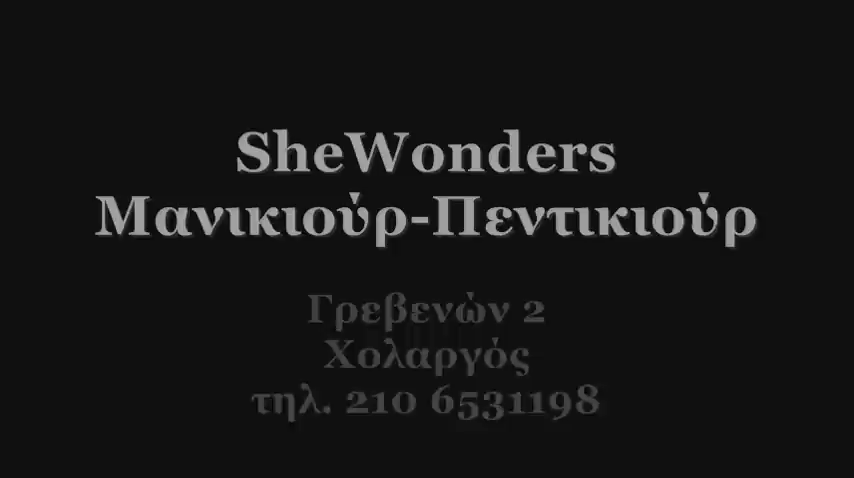 SheWonders
Μανικιούρ-Πεντικιούρ
Γρεβενών 2
Χολαργός
τηλ. 210 6531198